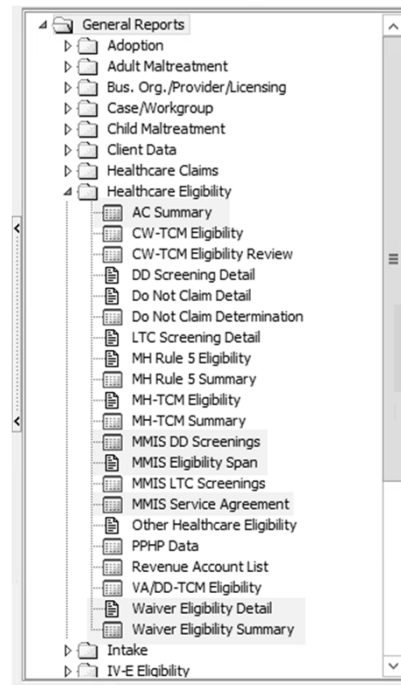 General Reports
Adoption
Adult Maltreatment
Bus. Org./Provider/Licensing
Case/Workgroup
Child Maltreatment
Client Data
Healthcare Claims
Healthcare Eligibility
AC Summary
CW-TCM Eligibility
CW-TCM Eligibility Review
DD Screening Detail
Do Not Claim Detail
Do Not Claim Determination
LTC Screening Detail
MH Rule 5 Eligibility
MH Rule 5 Summary
MH-TCM Eligibility
MH-TCM Summary
MMIS DD Screenings
MMIS Eligibility Span
MMIS LTC Screenings
MMIS Service Agreement
Other Healthcare Eligibility
PPHP Data
Revenue Account List
VA/DD-TCM Eligibility
Waiver Eligibility Detail
Waiver Eligibility Summary
Intake
IV-E Eligibility